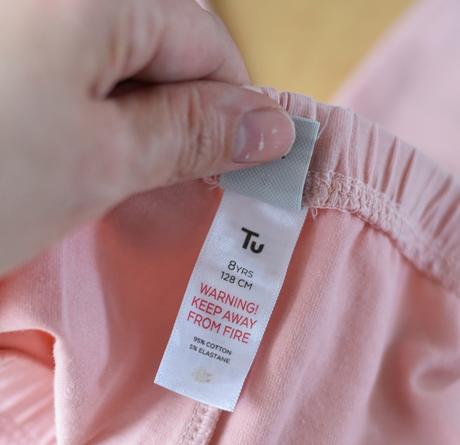 Tu
8YRS
128 CM
WARNING!
KEEP AWAY
FROM FIRE
95% COTTON
5% ELASTANE